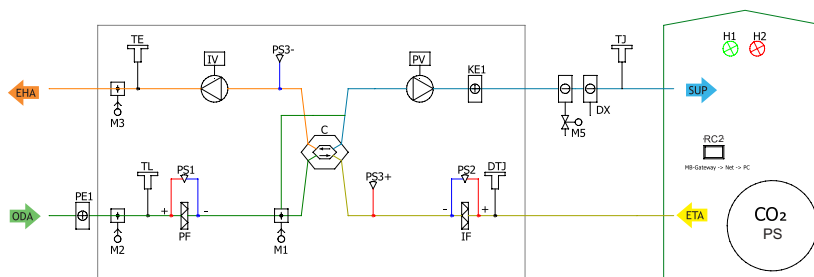 TE
IV
PS3-
PV
KE1
TJ
H1
H2
EHA
M3
SUP
DX
M5
C
RC2
MB-Gateway -> Net -> PC
TL
PS1
PS3+
PS2
DTJ
PE1
ODA
+
-
-
+
ETA
M2
PF
M1
IF
CO₂
PS